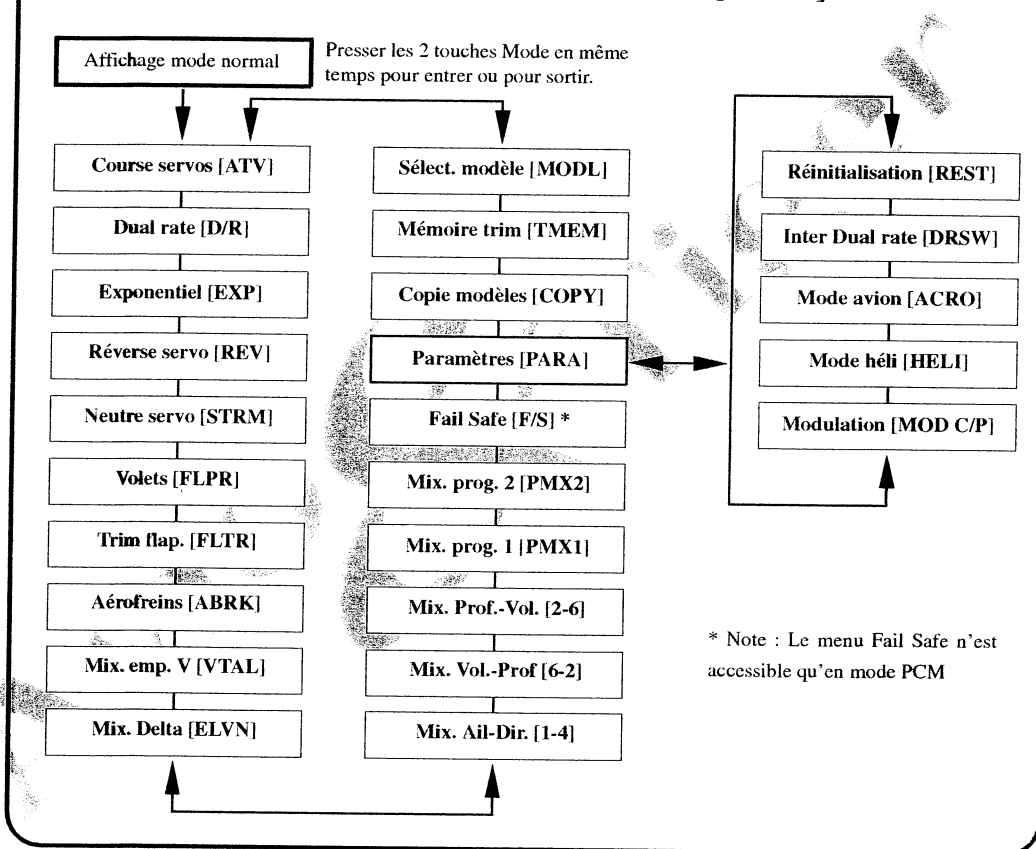 Affichage mode normal
Presser les 2 touches Mode en même
temps pour entrer ou pour sortir.
Course servos [ATV]
Dual rate [D/R]
Exponentiel [EXP]
Réverse servo [REV]
Neutre servo [STRM]
Volets [FLPR]
Trim flap. [FLTR]
Aérofreins [ABRK]
Mix. emp. V [VTAL]
Mix. Delta [ELVN]
Sélect. modèle [MODL]
Mémoire trim [TMEM]
Copie modèles [COPY]
Paramètres [PARA]
Fail Safe [F/S] *
Mix. prog. 2 [PMX2]
Mix. prog. 1 [PMX1]
Mix. Prof.-Vol. [2-6]
Mix. Vol.-Prof [6-2]
Mix. Ail-Dir. [1-4]
Réinitialisation [REST]
Inter Dual rate [DRSW]
Mode avion [ACRO]
Mode héli [HELI]
Modulation [MOD C/P]
* Note : Le menu Fail Safe n'est
accessible qu'en mode PCM